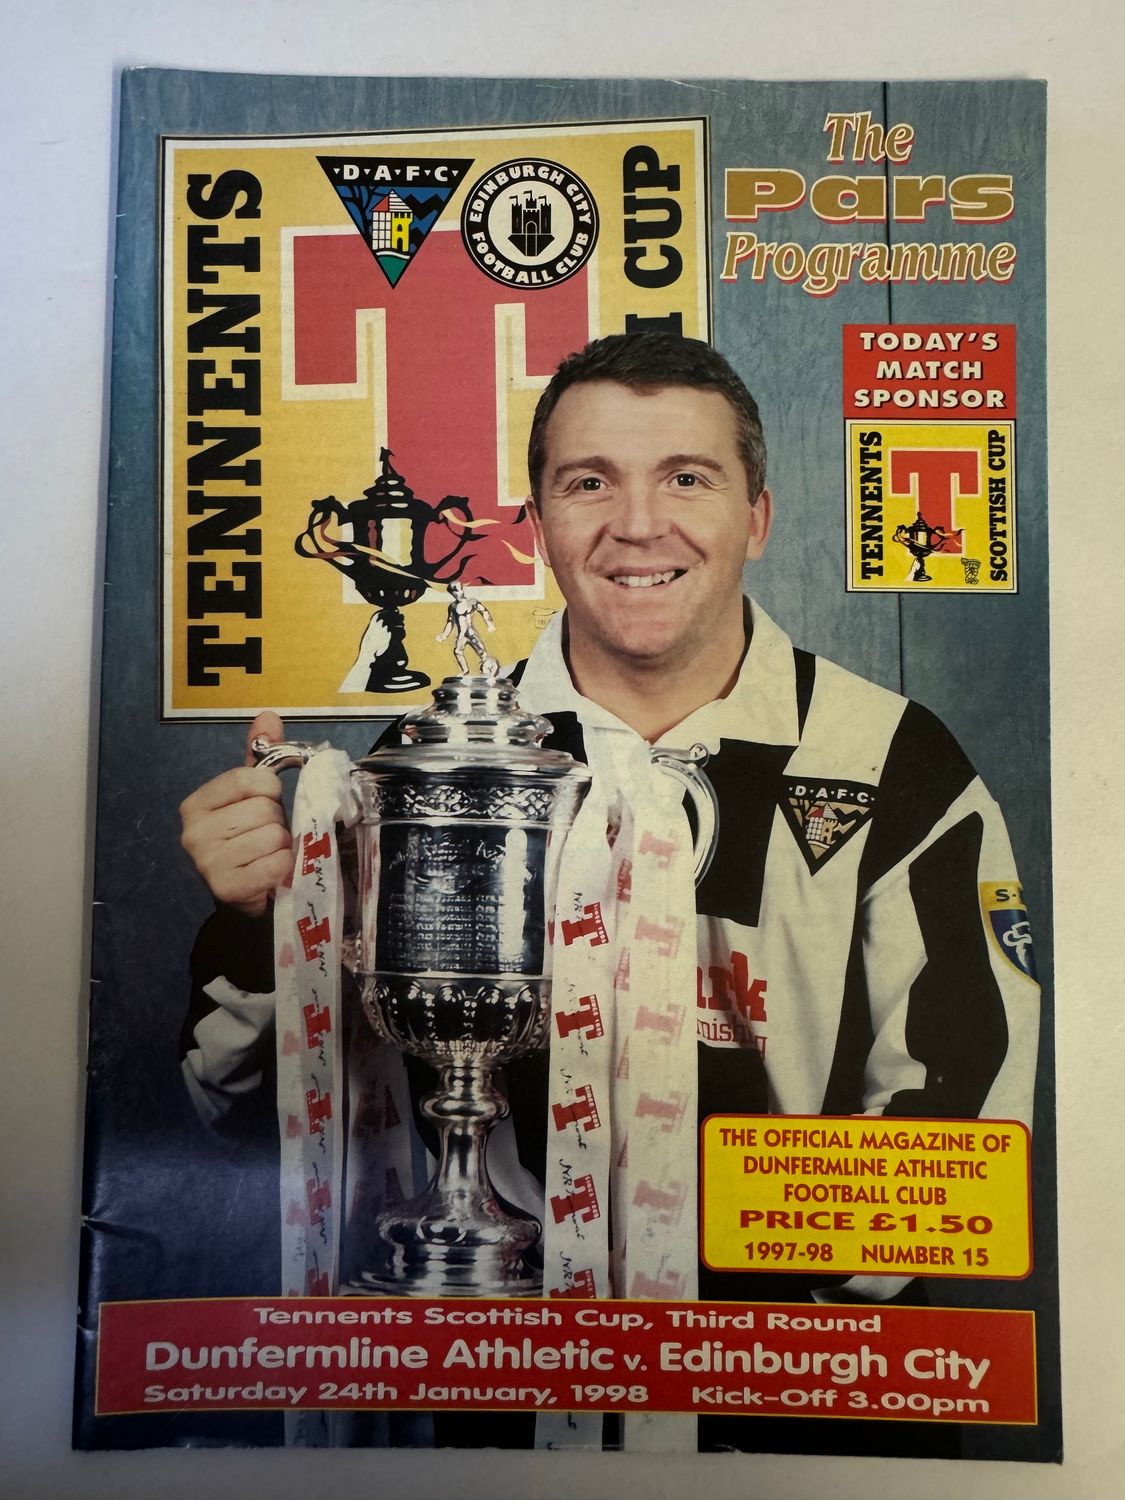 The
Pars
Programme
TENNENTS
D·A·F·C
EDINBURGH CITY
FOOTBALL CLUB
CUP
TODAY'S
MATCH
SPONSOR
TENNENTS
SCOTTISH CUP
D·A·F·C
THE OFFICIAL MAGAZINE OF
DUNFERMLINE ATHLETIC
FOOTBALL CLUB
PRICE £1.50
1997-98 NUMBER 15
Tennents Scottish Cup, Third Round
Dunfermline Athletic v. Edinburgh City
Saturday 24th January, 1998 Kick-Off 3.00pm